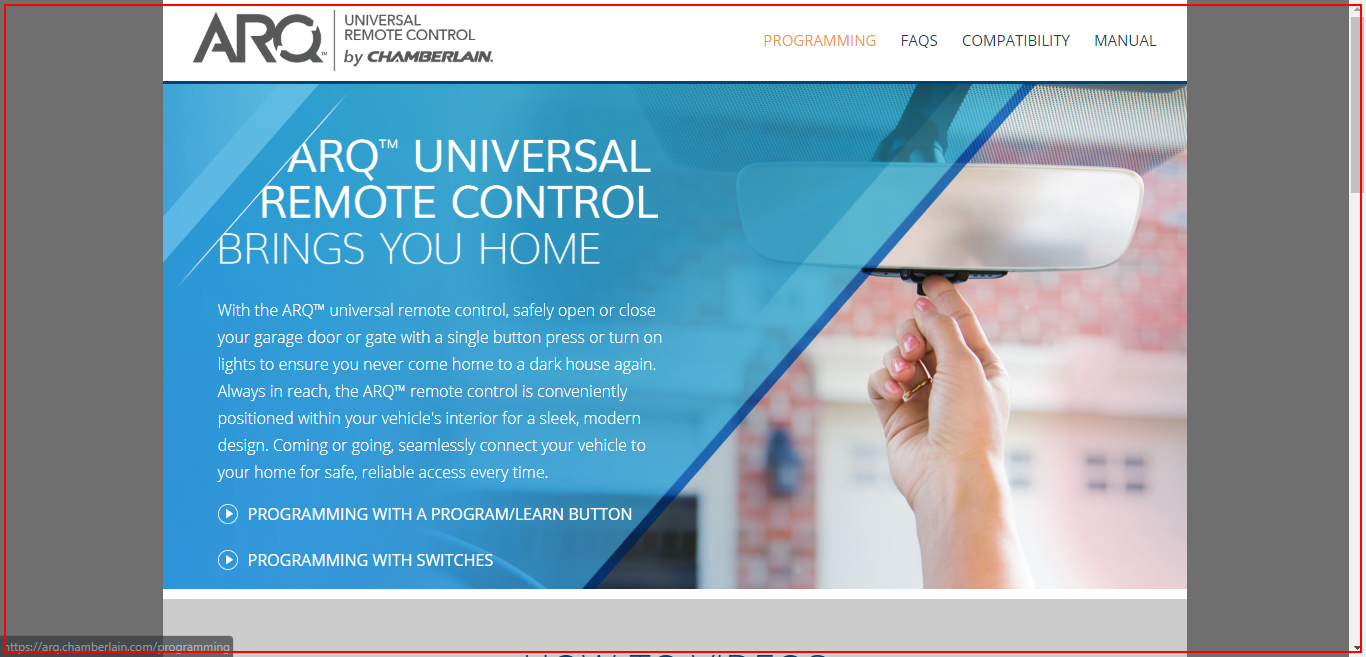 ARQ™
UNIVERSAL
REMOTE CONTROL
by CHAMBERLAIN.
PROGRAMMING FAQS COMPATIBILITY MANUAL
ARQ™ UNIVERSAL
REMOTE CONTROL
BRINGS YOU HOME
With the ARQ™ universal remote control, safely open or close
your garage door or gate with a single button press or turn on
lights to ensure you never come home to a dark house again.
Always in reach, the ARQ™ remote control is conveniently
positioned within your vehicle's interior for a sleek, modern
design. Coming or going, seamlessly connect your vehicle to
your home for safe, reliable access every time.
PROGRAMMING WITH A PROGRAM/LEARN BUTTON
PROGRAMMING WITH SWITCHES
https://arq.chamberlain.com/programming
HOW TO VIDEOS